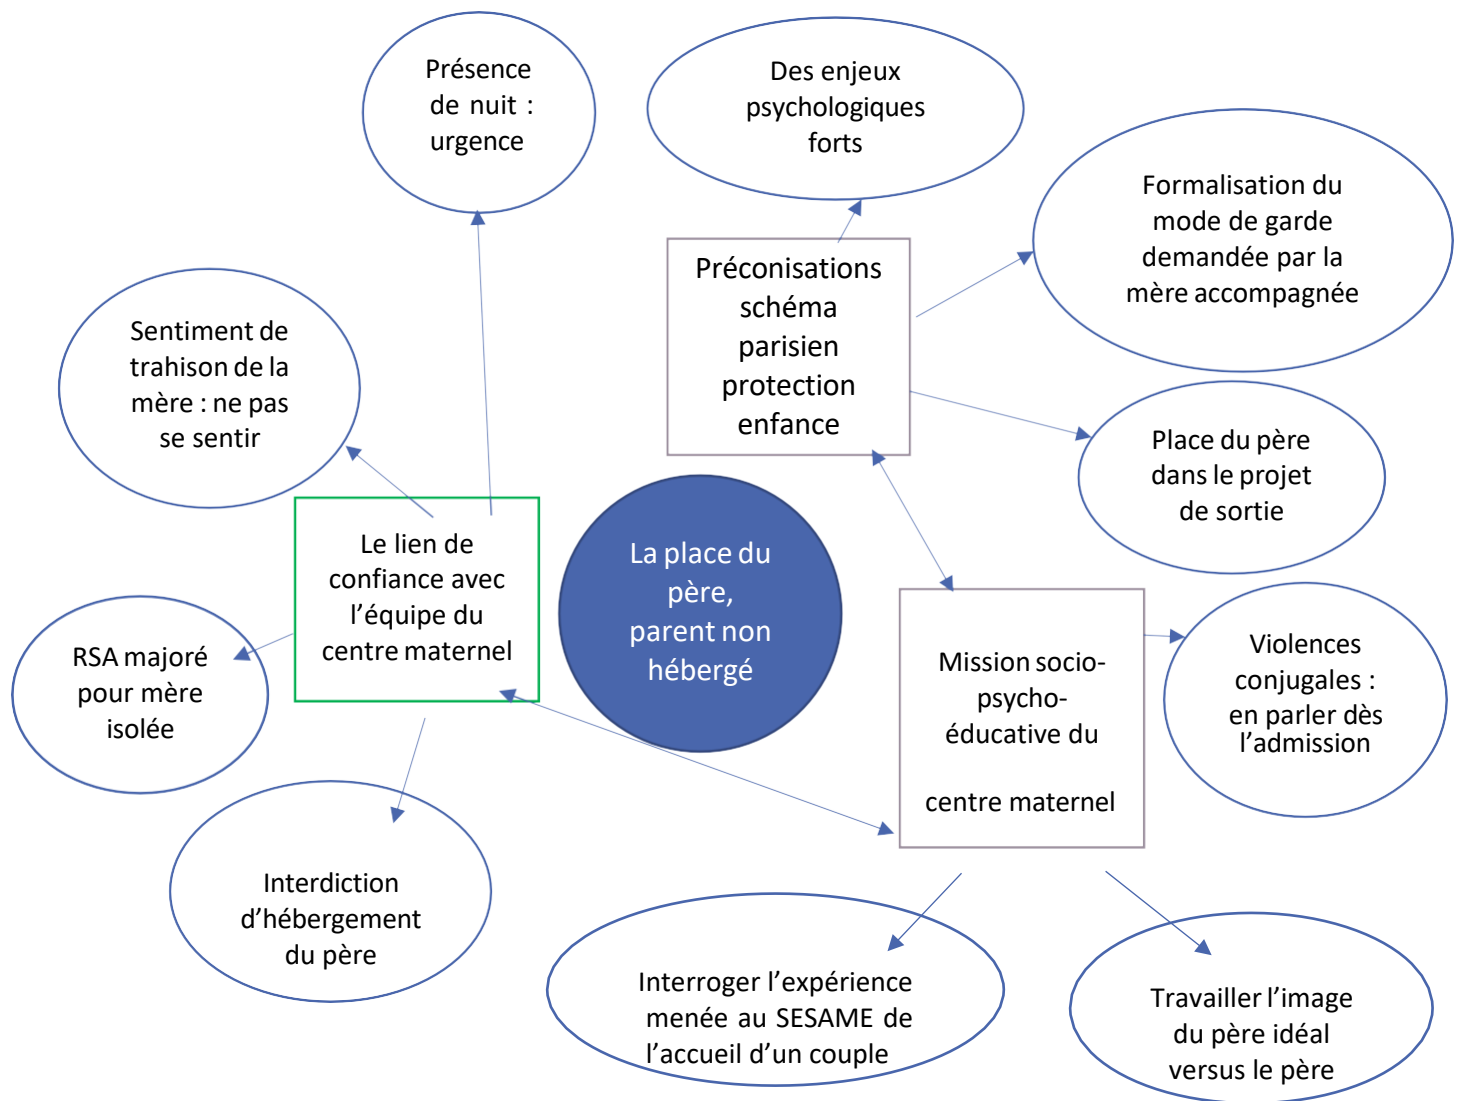 Présence
de nuit :
urgence
Des enjeux
psychologiques
forts
Formalisation du
mode de garde
demandée par la
mère accompagnée
Préconisations
schéma
parisien
protection
enfance
Sentiment de
trahison de la
mère : ne pas
se sentir
Place du père
dans le projet
de sortie
Le lien de
confiance avec
l’équipe du
centre maternel
La place du
père,
parent non
hébergé
RSA majoré
pour mère
isolée
Mission socio-
psycho-
éducative du
centre maternel
Violences
conjugales :
en parler dès
l’admission
Interdiction
d’hébergement
du père
Interroger l’expérience
menée au SESAME de
l’accueil d’un couple
Travailler l’image
du père idéal
versus le père